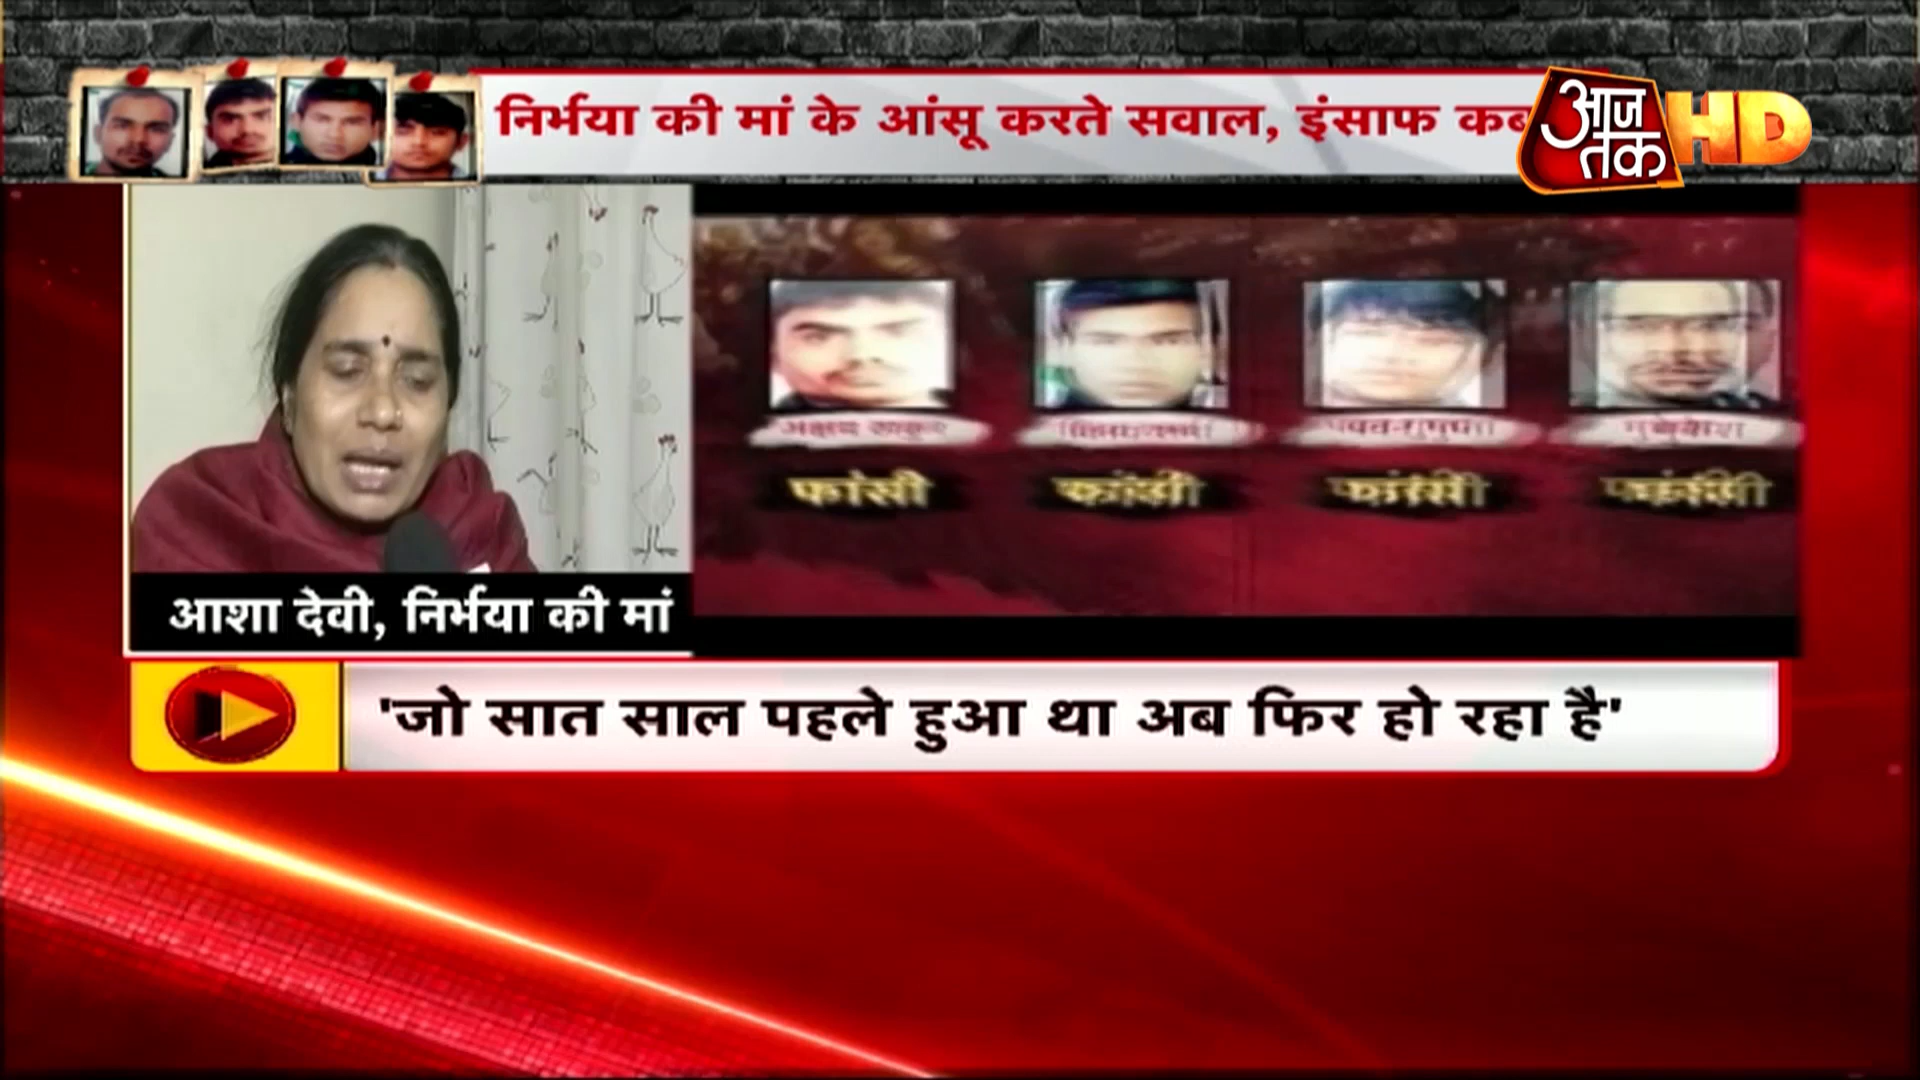 निर्भया की मां के आंसू करते सवाल, इंसाफ कब
आज तक HD
फांसी फांसी फांसी फांसी
आशा देवी, निर्भया की मां
'जो सात साल पहले हुआ था अब फिर हो रहा है'